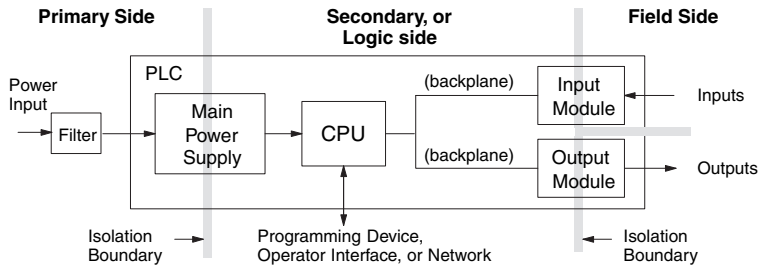 Primary Side
Secondary, or
Logic side
Field Side
PLC
Power
Input
Filter
Main
Power
Supply
CPU
(backplane)
(backplane)
Input
Module
Output
Module
Inputs
Outputs
Isolation
Boundary
Programming Device,
Operator Interface, or Network
Isolation
Boundary